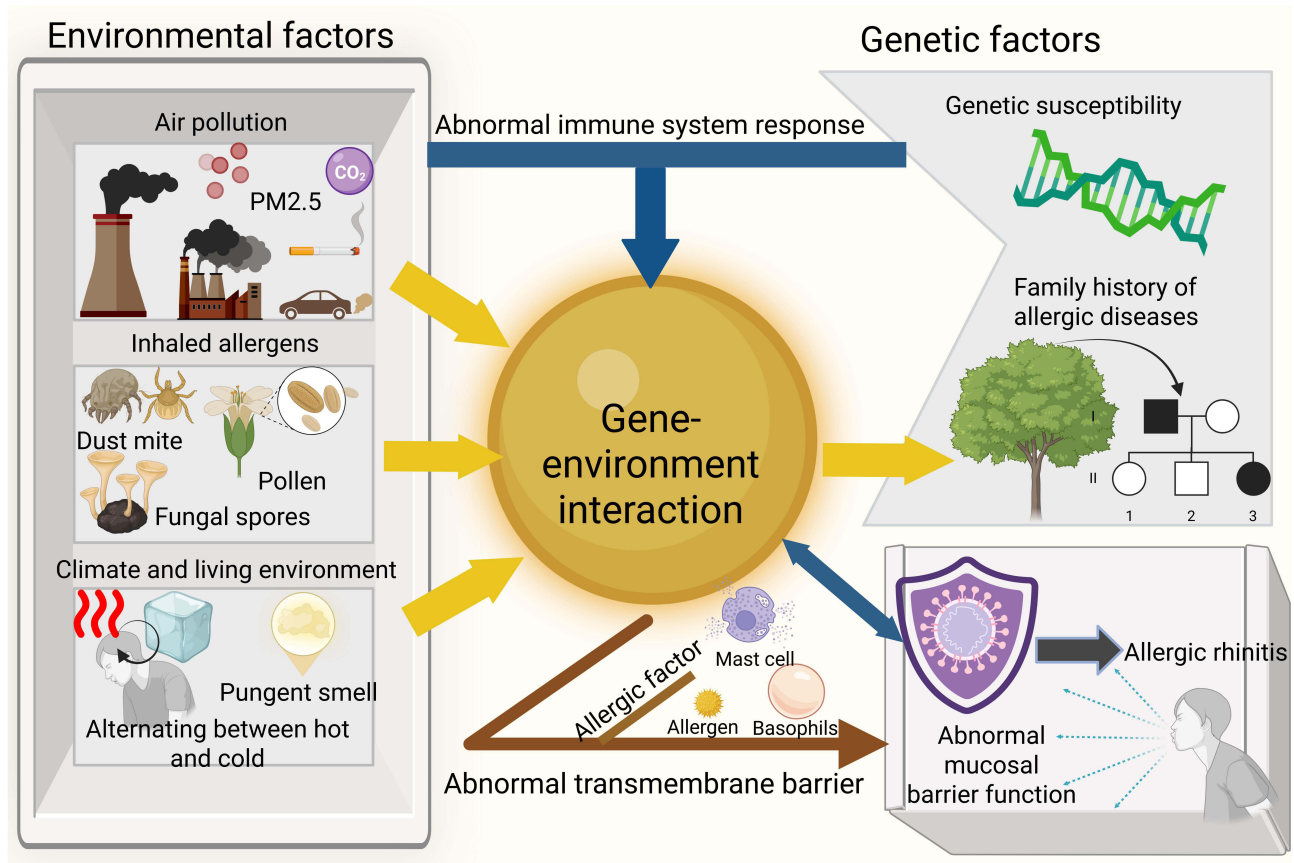 Environmental factors
Air pollution
CO₂
PM2.5
Inhaled allergens
Dust mite
Pollen
Fungal spores
Climate and living environment
Pungent smell
Alternating between hot
and cold
Abnormal immune system response
Gene-
environment
interaction
Mast cell
Allergic factor
Allergen
Basophils
Abnormal transmembrane barrier
Genetic factors
Genetic susceptibility
Family history of
allergic diseases
I
II
1 2 3
Allergic rhinitis
Abnormal
mucosal
barrier function